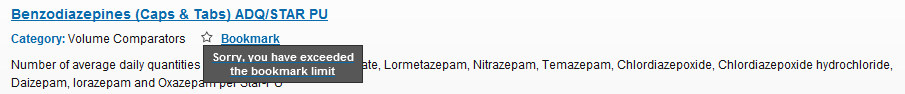 Benzodiazepines (Caps & Tabs) ADQ/STAR PU
Category: Volume Comparators Bookmark
Sorry, you have exceeded
the bookmark limit
Number of average daily quantities ate, Lormetazepam, Nitrazepam, Temazepam, Chlordiazepoxide, Chlordiazepoxide hydrochloride,
Daizepam, lorazepam and Oxazepam per Star-PU